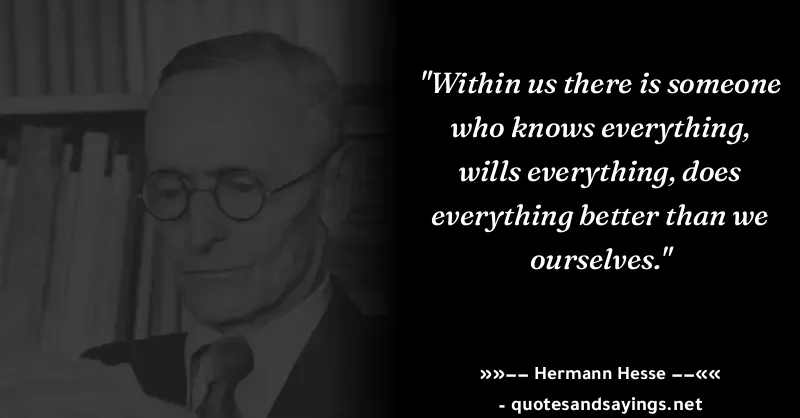 "Within us there is someone
who knows everything,
wills everything, does
everything better than we
ourselves."
»»−− Hermann Hesse −−««
- quotesandsayings.net